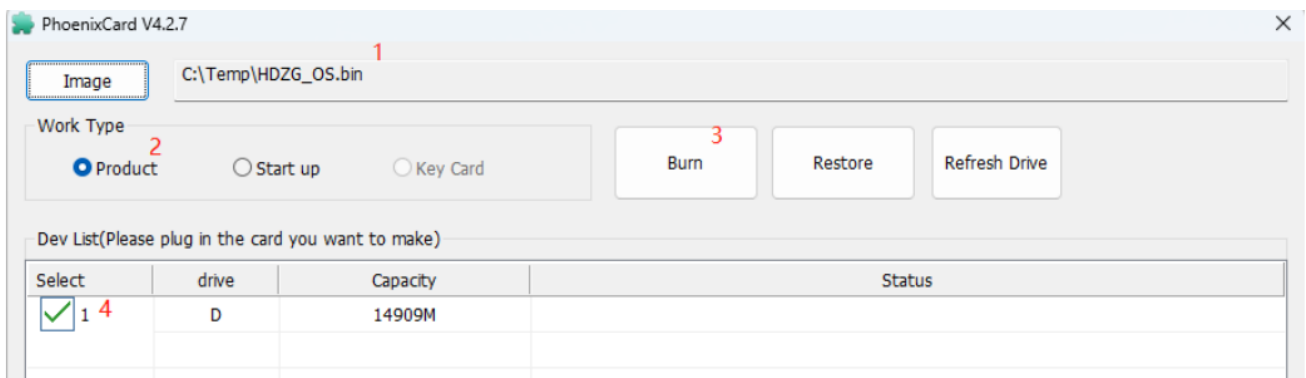 PhoenixCard V4.2.7
1
Image C:\Temp\HDZG_OS.bin
Work Type
2 3
Product Start up Key Card Burn Restore Refresh Drive
Dev List(Please plug in the card you want to make)
Select drive Capacity Status
1 4 D 14909M